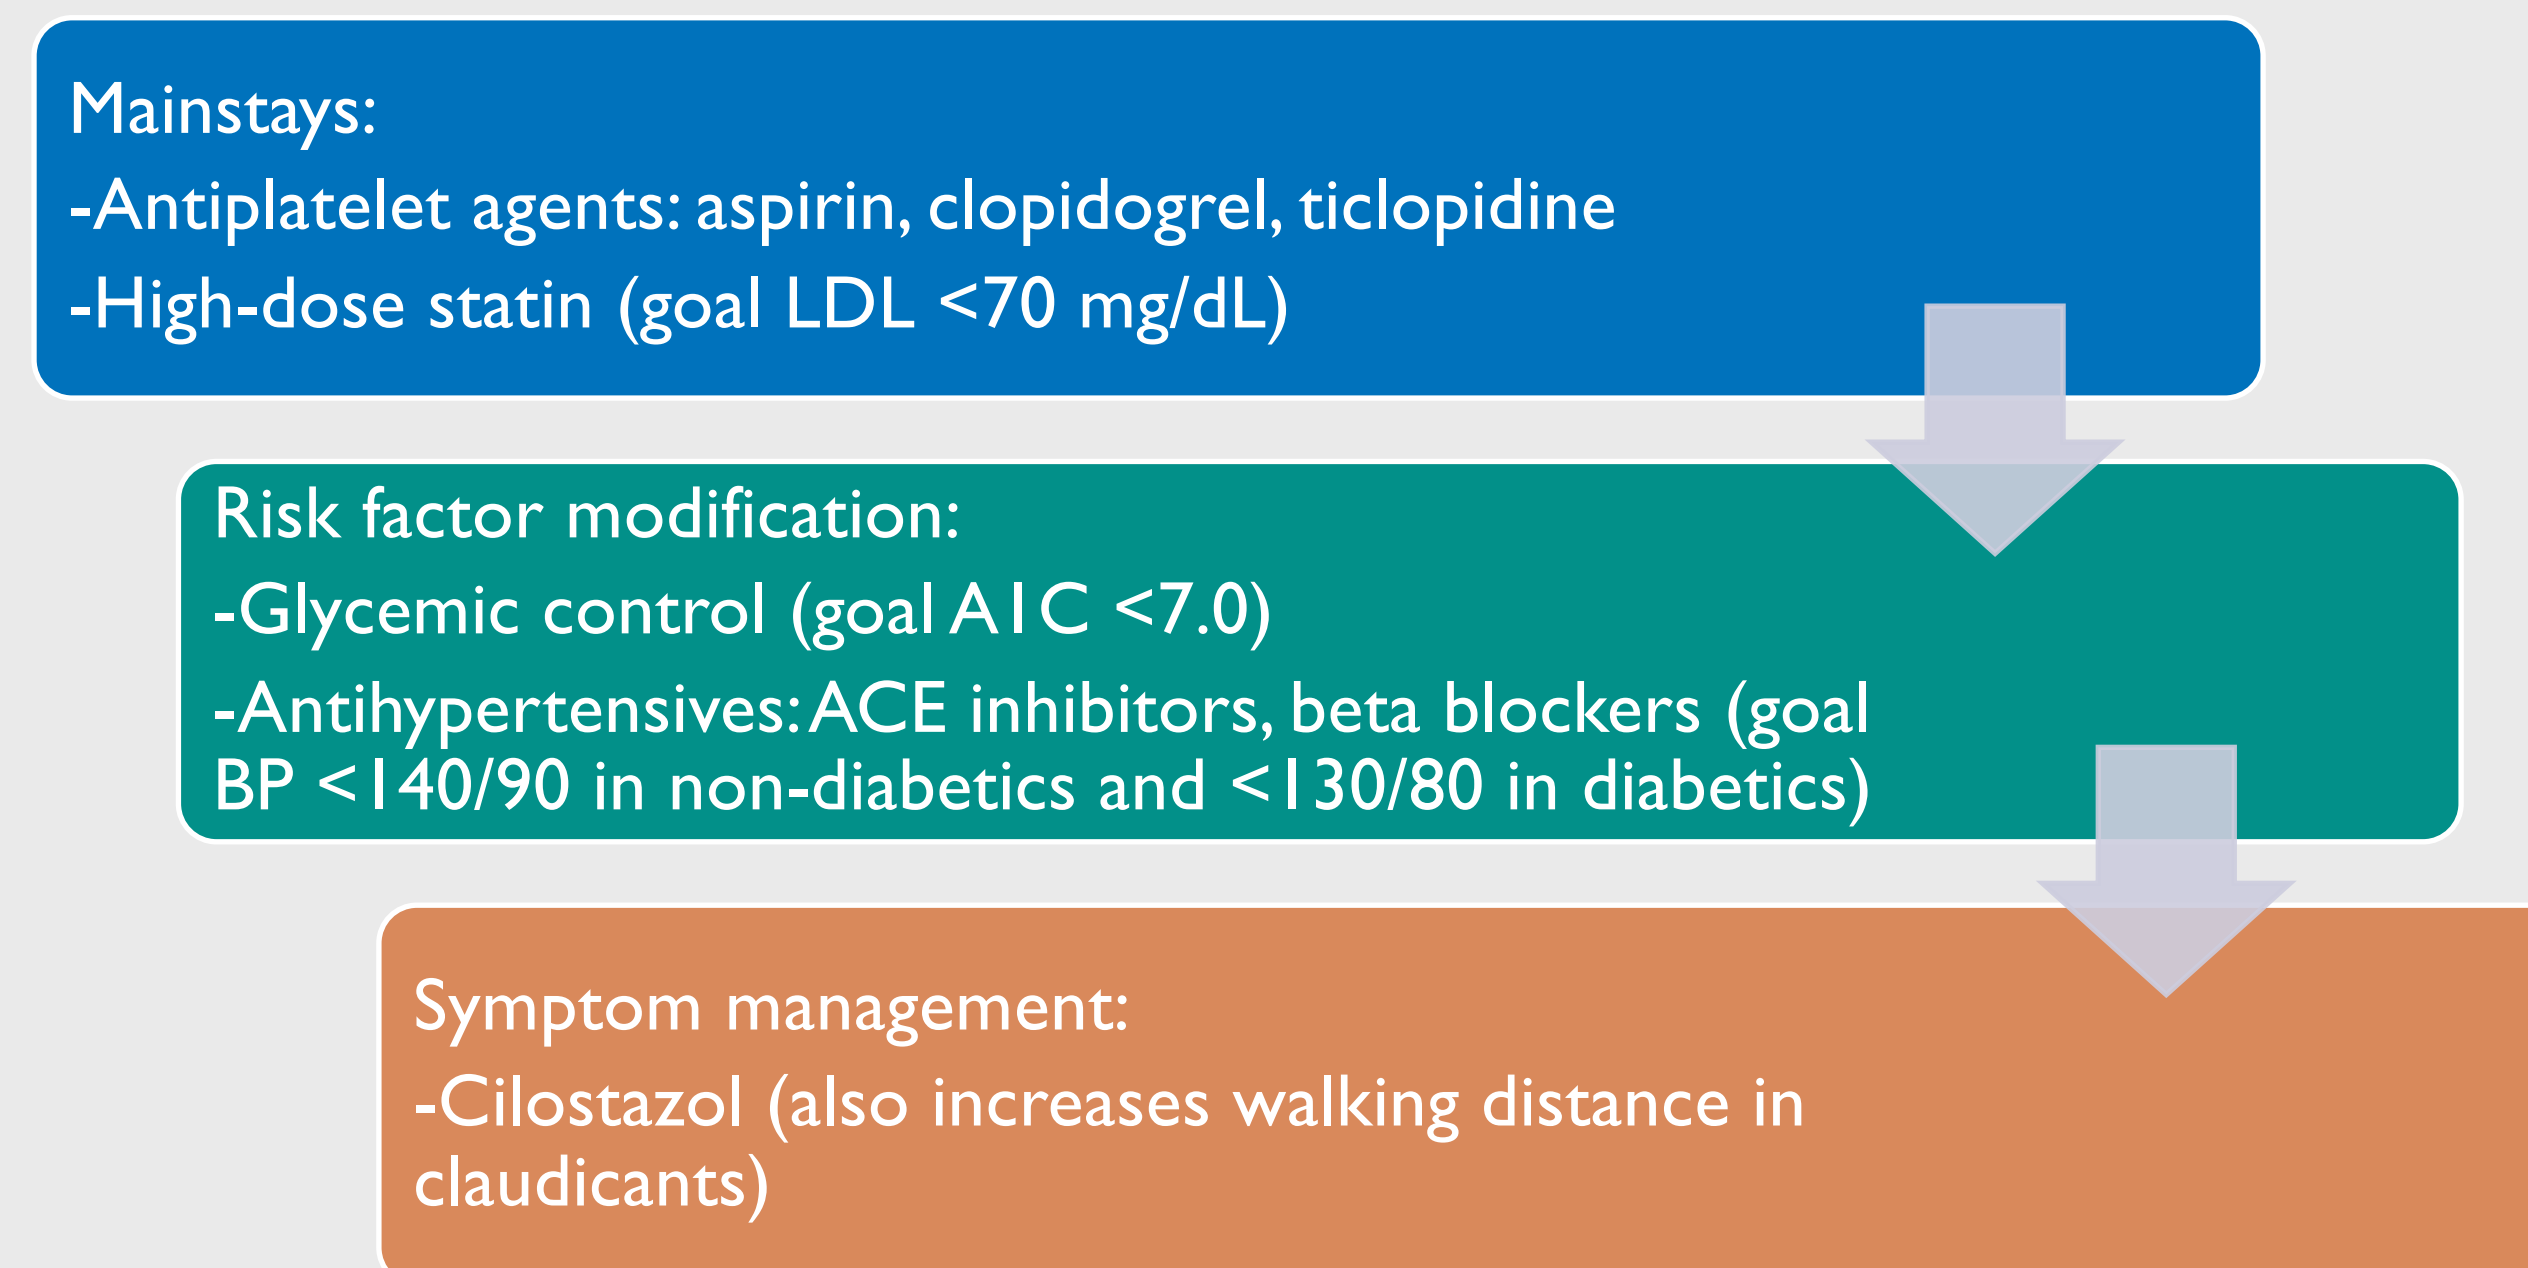 Mainstays:
-Antiplatelet agents: aspirin, clopidogrel, ticlopidine
-High-dose statin (goal LDL <70 mg/dL)
Risk factor modification:
-Glycemic control (goal A1C <7.0)
-Antihypertensives: ACE inhibitors, beta blockers (goal
BP <140/90 in non-diabetics and <130/80 in diabetics)
Symptom management:
-Cilostazol (also increases walking distance in
claudicants)